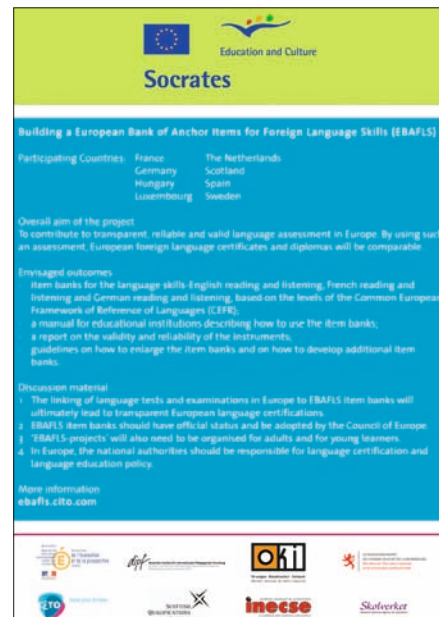 Education and Culture
Socrates
Building a European Bank of Anchor Items for Foreign Language Skills (EBAFLS)
Participating Countries France The Netherlands
Germany Scotland
Hungary Spain
Luxembourg Sweden
Overall aim of the project
To contribute to transparent, reliable and valid language assessment in Europe. By using such
an assessment, European foreign language certificates and diplomas will be comparable
Envisaged outcomes
item banks for the language skills English reading and listening, French reading and
listening and German reading and listening, based on the levels of the Common European
Framework of Reference of Languages (CEFR);
a manual for educational institutions describing how to use the item banks;
a report on the validity and reliability of the instruments;
guidelines on how to enlarge the item banks and on how to develop additional item
banks.
Discussion material
1 The linking of language tests and examinations in Europe to EBAFLS item banks will
ultimately lead to transparent European language certifications.
2 EBAFLS item banks should have official status and be adopted by the Council of Europe.
3 'EBAFLS-projects' will also need to be organised for adults and for young learners.
4 In Europe, the national authorities should be responsible for language certification and
language education policy.
More information
ebafls.cito.com
dipf
oki
cito
SCOTTISH
QUALIFICATIONS
inecse
Skolverket